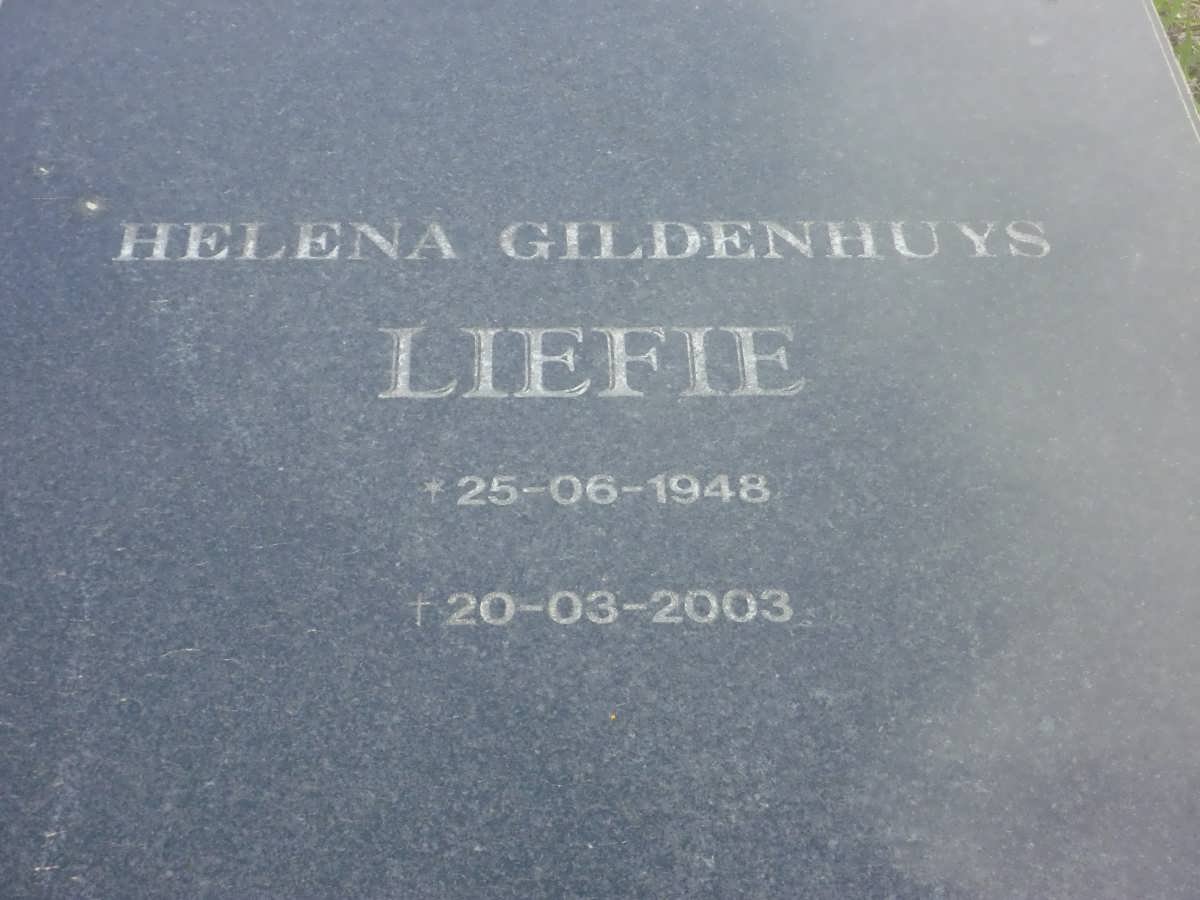 HELENA GILDENHUYS
LIEFIE
* 25-06-1948
† 20-03-2003